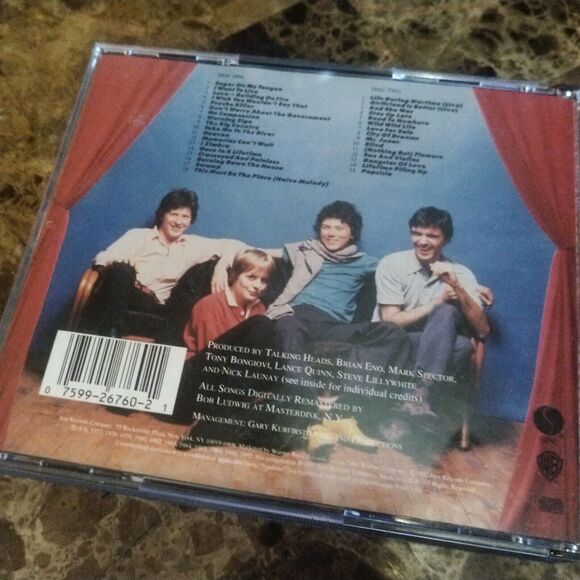 DISC ONE
Sugar On My Tongue
I Want To Live
Love → Building On Fire
I Wish You Wouldn't Say That
Psycho Killer
Don't Worry About The Government
No Compassion
Warning Sign
The Big Country
Take Me To The River
Heaven
Memories Can't Wait
I Zimbra
Once In A Lifetime
Crosseyed And Painless
Burning Down The House
Swamp
This Must Be The Place (Naive Melody)
DISC TWO
Life During Wartime (Live)
Girlfriend Is Better (Live)
And She Was
Stay Up Late
Road To Nowhere
Wild Wild Life
Love For Sale
City Of Dreams
Mr. Jones
Blind
(Nothing But) Flowers
Sax And Violins
Gangster Of Love
Lifetime Piling Up
Popsicle
PRODUCED BY TALKING HEADS, BRIAN ENO, MARK SPECTOR,
TONY BONGIOVI, LANCE QUINN, STEVE LILLYWHITE
AND NICK LAUNAY (see inside for individual credits)
ALL SONGS DIGITALLY REMASTERED BY
BOB LUDWIG AT MASTERDISK, N.Y.
MANAGEMENT: GARY KURFIRST
0 7599-26760-2 1